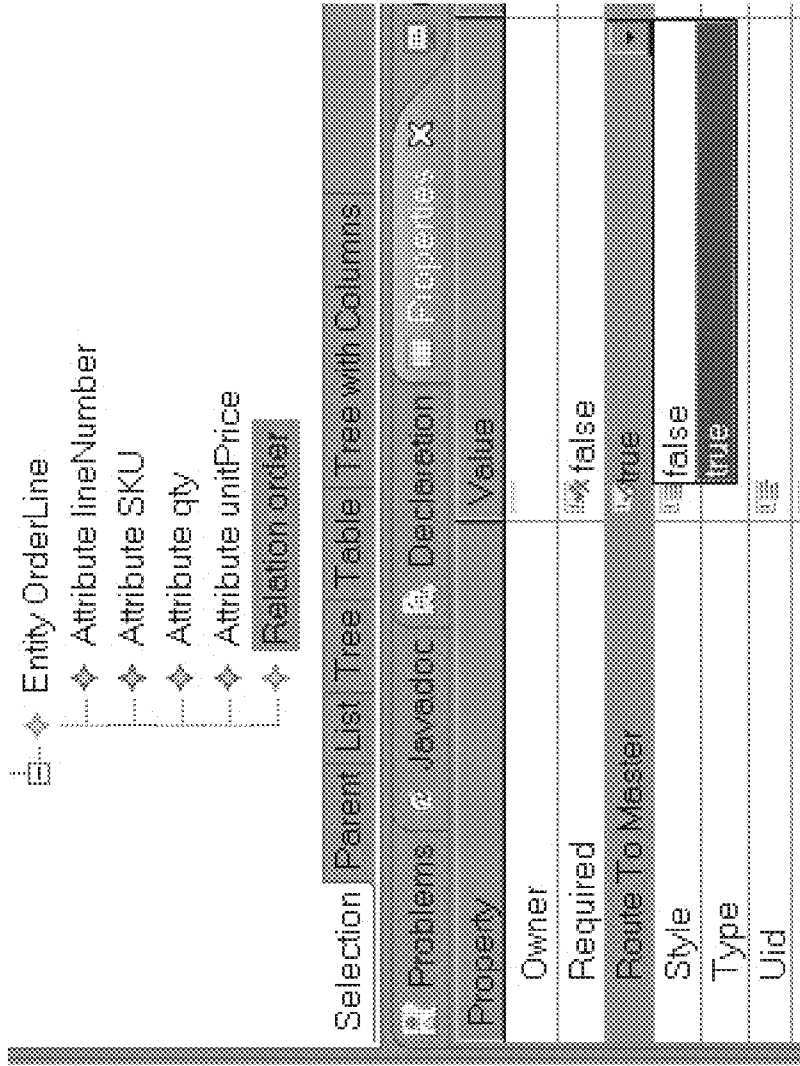 Entity OrderLine
Attribute lineNumber
Attribute SKU
Attribute qty
Attribute unitPrice
Relation order
Selection Parent List Tree Table Tree with Columns
Problems @ Javadoc Declaration Properties
Property Value
Owner
Required false
Route To Master true
Style false
Type true
Uid